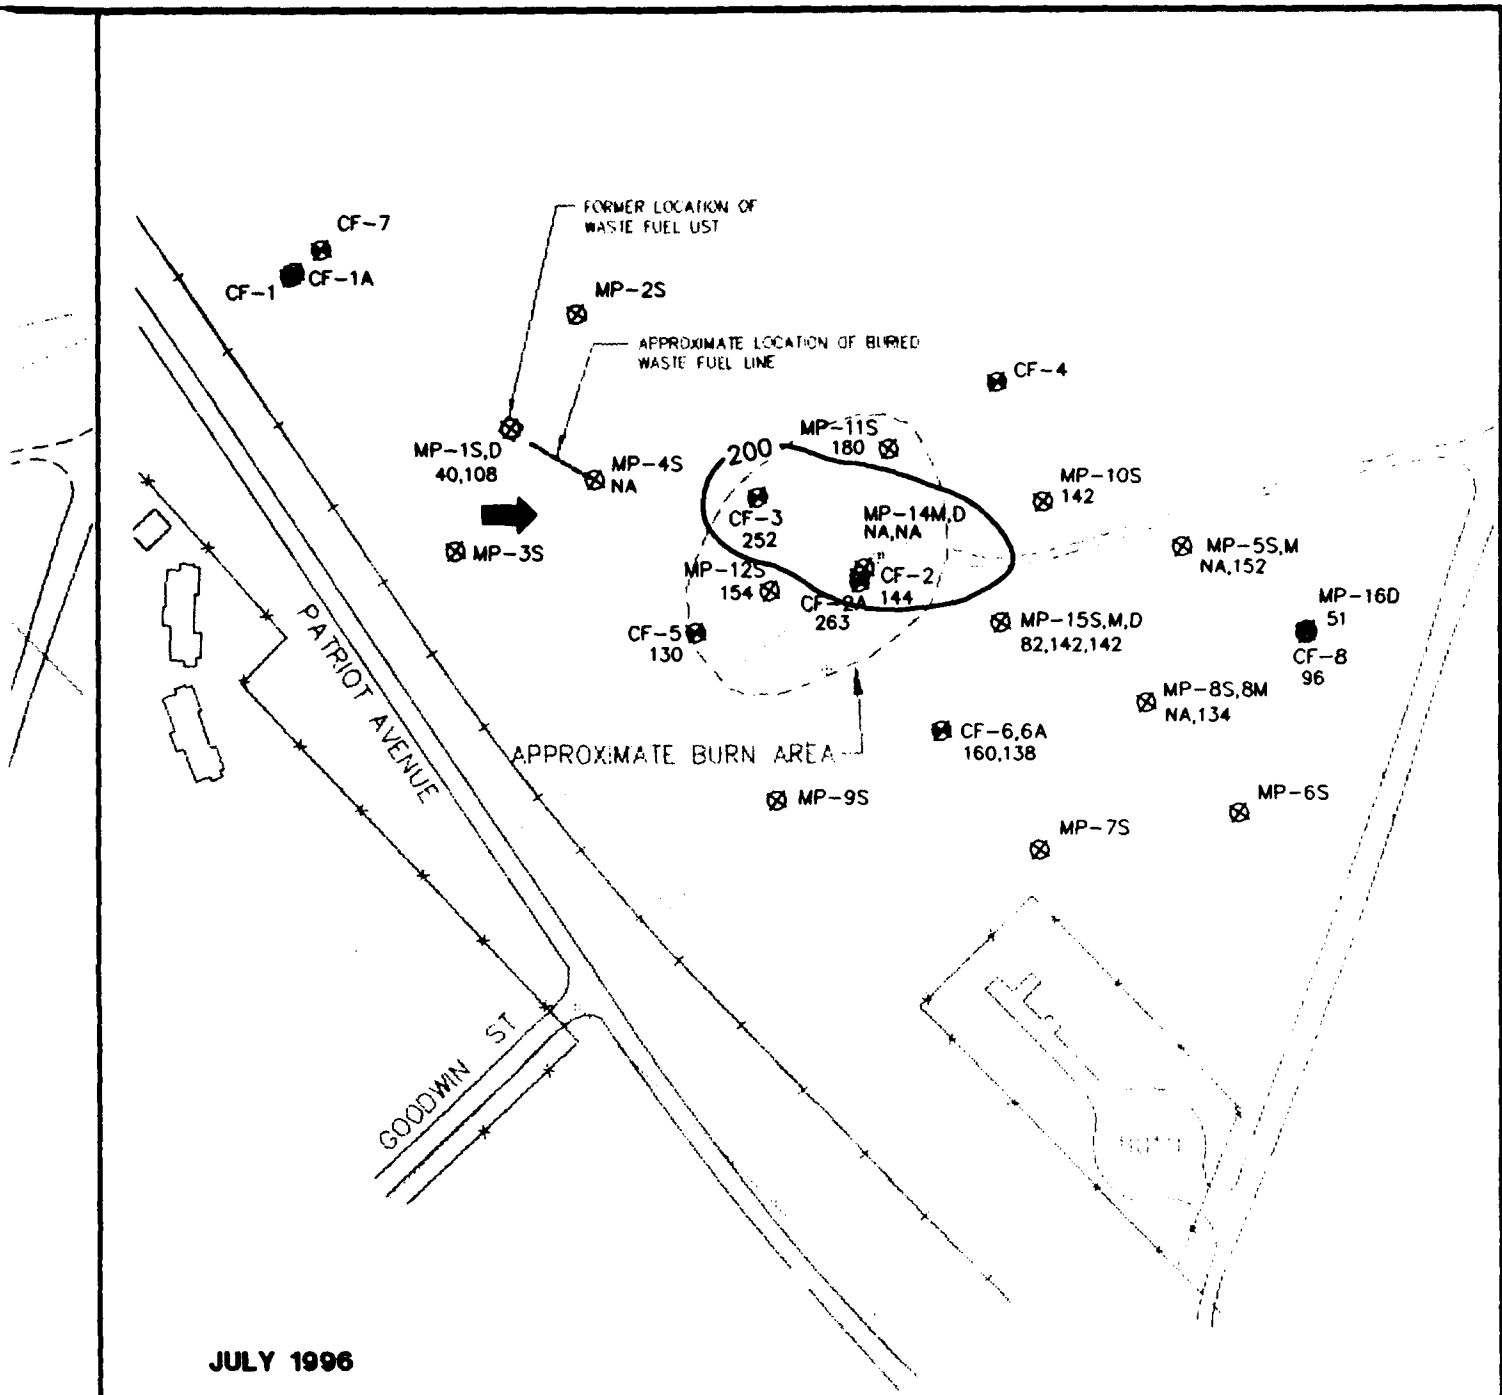 FORMER LOCATION OF
WASTE FUEL UST
CF-7
CF-1A
CF-1
MP-2S
APPROXIMATE LOCATION OF BURIED
WASTE FUEL LINE
CF-4
MP-1S,D
40,108
MP-4S
NA
200
MP-11S
180
MP-10S
142
CF-3
252
MP-14M,D
NA,NA
MP-3S
MP-5S,M
NA,152
MP-12S
154
CF-2
144
CF-2A
263
MP-16D
51
CF-8
96
CF-5
130
MP-15S,M,D
82,142,142
MP-8S,8M
NA,134
CF-6,6A
160,138
APPROXIMATE BURN AREA
MP-9S
MP-6S
MP-7S
PATRIOT AVENUE
GOODWIN ST
JULY 1996